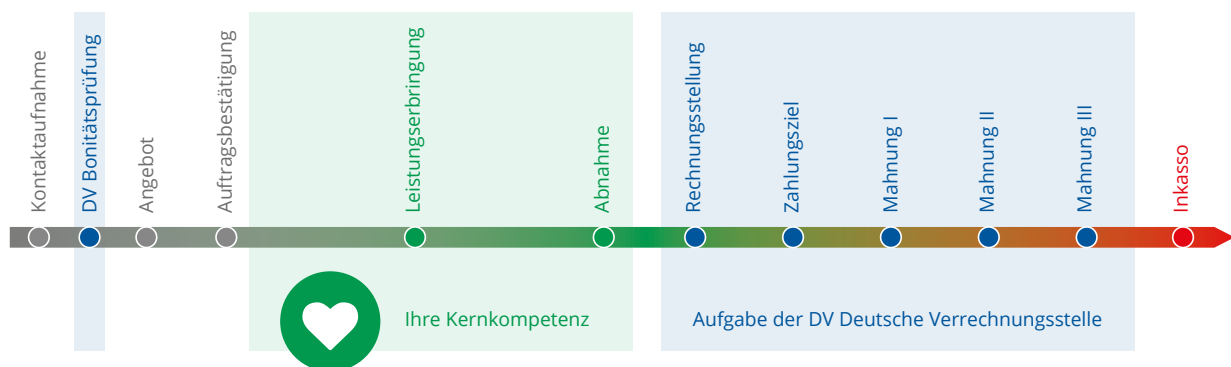 Kontaktaufnahme
DV Bonitätsprüfung
Angebot
Auftragsbestätigung
Leistungserbringung
Abnahme
Rechnungsstellung
Zahlungsziel
Mahnung I
Mahnung II
Mahnung III
Inkasso
Ihre Kernkompetenz
Aufgabe der DV Deutsche Verrechnungsstelle